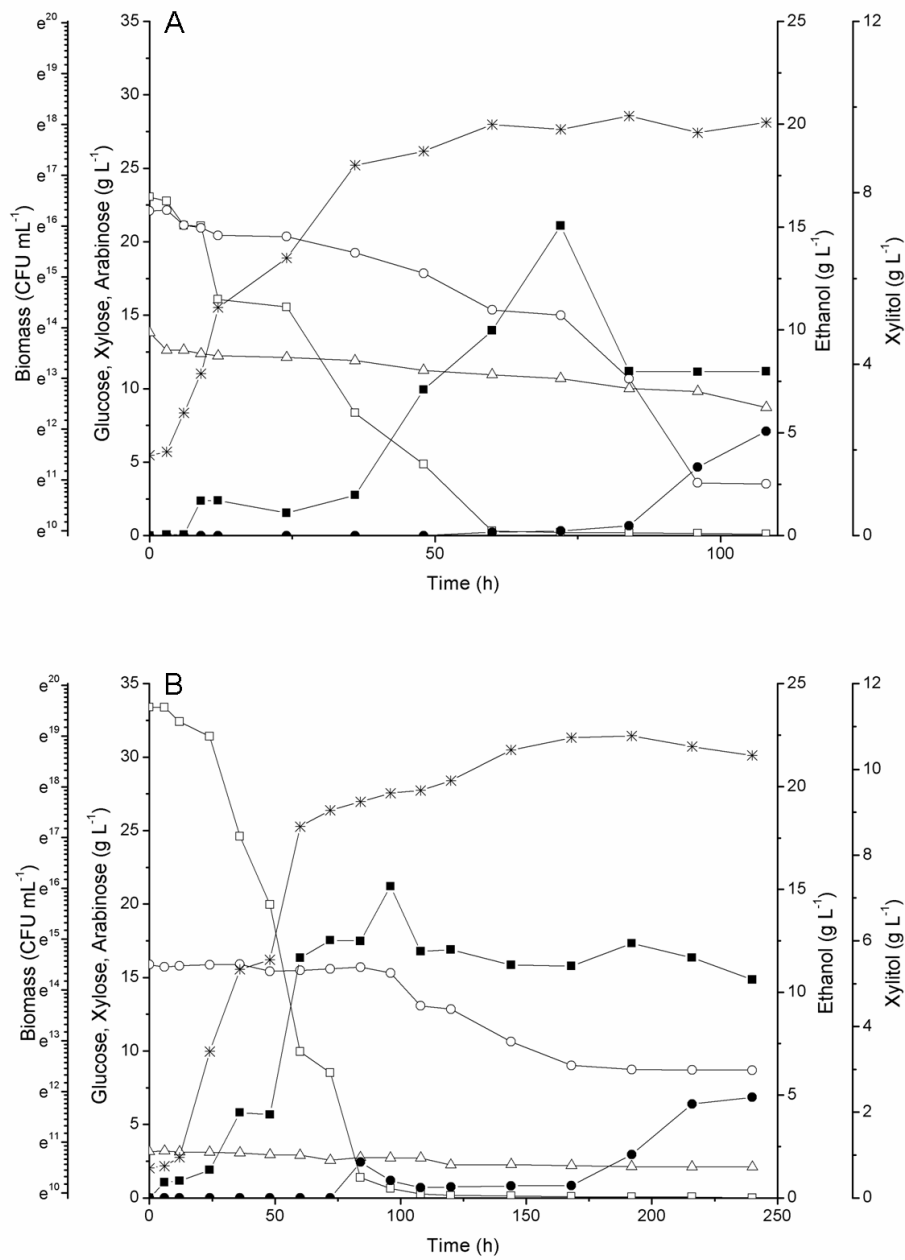 A
Biomass (CFU mL⁻¹)
e²⁰
e¹⁹
e¹⁸
e¹⁷
e¹⁶
e¹⁵
e¹⁴
e¹³
e¹²
e¹¹
e¹⁰
Glucose, Xylose, Arabinose (g L⁻¹)
35
30
25
20
15
10
5
0
Ethanol (g L⁻¹)
25
20
15
10
5
0
Xylitol (g L⁻¹)
12
8
4
0
0 50 100
Time (h)
B
Biomass (CFU mL⁻¹)
e²⁰
e¹⁹
e¹⁸
e¹⁷
e¹⁶
e¹⁵
e¹⁴
e¹³
e¹²
e¹¹
e¹⁰
Glucose, Xylose, Arabinose (g L⁻¹)
35
30
25
20
15
10
5
0
Ethanol (g L⁻¹)
25
20
15
10
5
0
Xylitol (g L⁻¹)
12
10
8
6
4
2
0
0 50 100 150 200 250
Time (h)